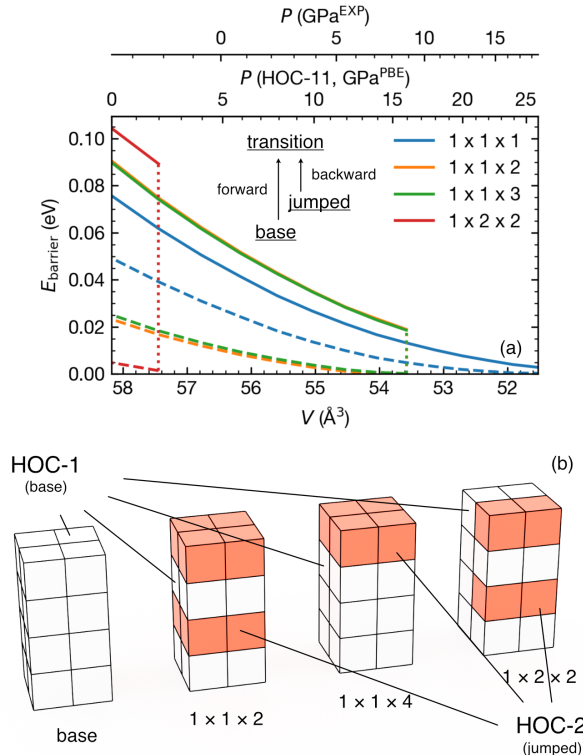 P (GPa^EXP)
0 5 10 15
P (HOC-11, GPa^PBE)
0 5 10 15 20 25
0.10
0.08
0.06
0.04
0.02
0.00
E_barrier (eV)
transition
forward
backward
jumped
base
1 x 1 x 1
1 x 1 x 2
1 x 1 x 3
1 x 2 x 2
(a)
58 57 56 55 54 53 52
V (Å³)
HOC-1
(base)
(b)
base
1 x 1 x 2
1 x 1 x 4
1 x 2 x 2
HOC-2
(jumped)